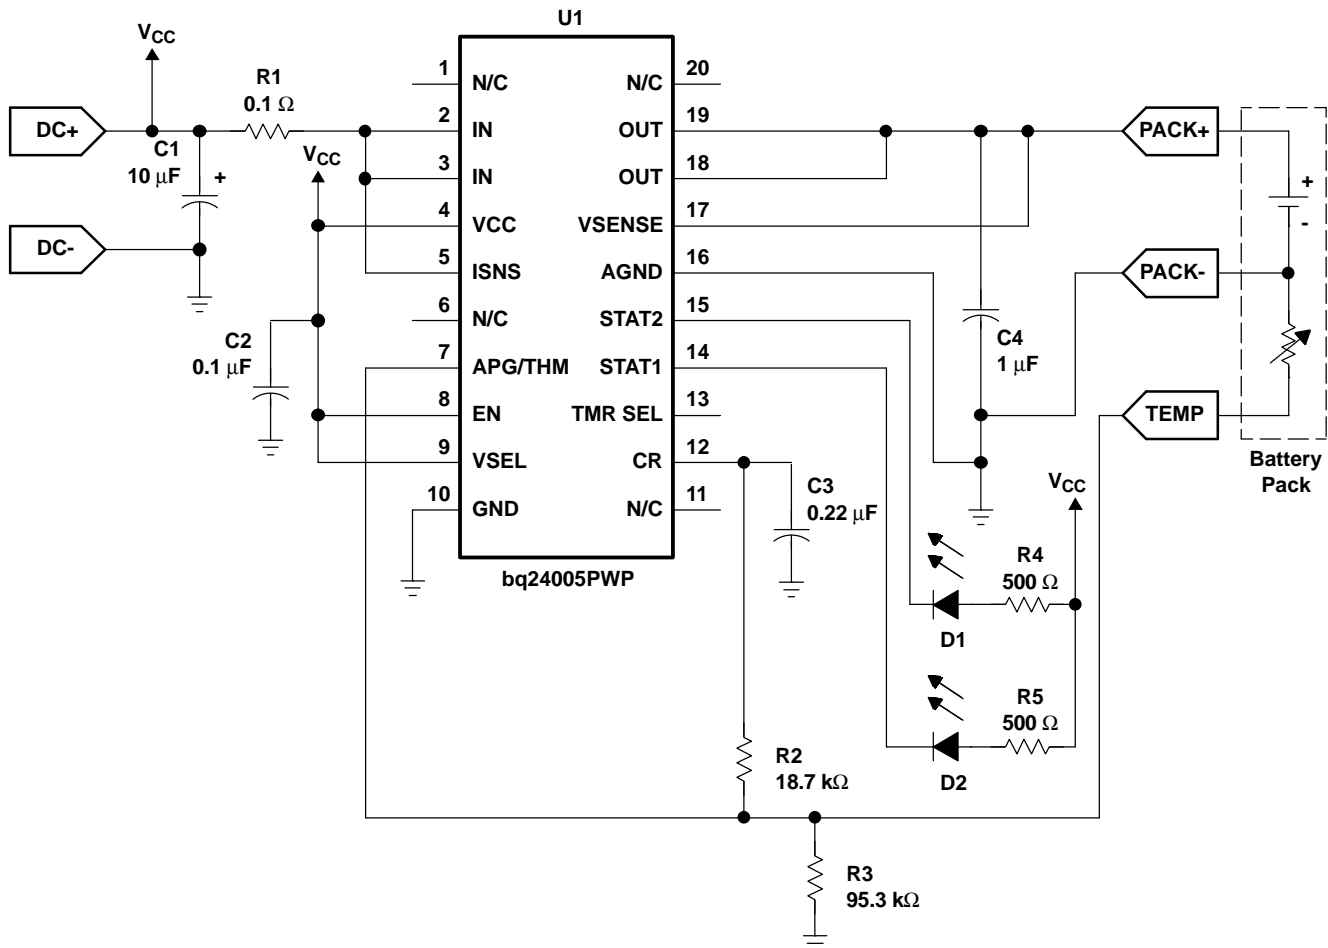 U1
VCC
R1
0.1 Ω
DC+
C1
10 μF
+
DC-
VCC
C2
0.1 μF
1 N/C
2 IN
3 IN
4 VCC
5 ISNS
6 N/C
7 APG/THM
8 EN
9 VSEL
10 GND
N/C 20
OUT 19
OUT 18
VSENSE 17
AGND 16
STAT2 15
STAT1 14
TMR SEL 13
CR 12
N/C 11
bq24005PWP
PACK+
PACK-
TEMP
+
-
Battery
Pack
C4
1 μF
C3
0.22 μF
VCC
R4
500 Ω
D1
R5
500 Ω
D2
R2
18.7 kΩ
R3
95.3 kΩ